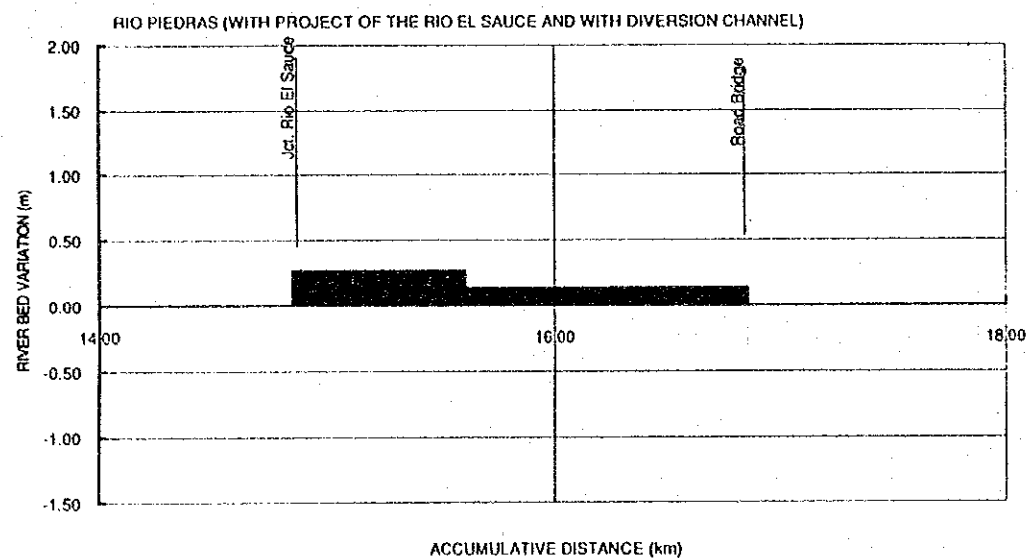 RIO PIEDRAS (WITH PROJECT OF THE RIO EL SAUCE AND WITH DIVERSION CHANNEL)
2.00
1.50
1.00
0.50
0.00
-0.50
-1.00
-1.50
RIVER BED VARIATION (m)
Jct. Rio El Sauce
Road Bridge
14.00
16.00
18.00
ACCUMULATIVE DISTANCE (km)